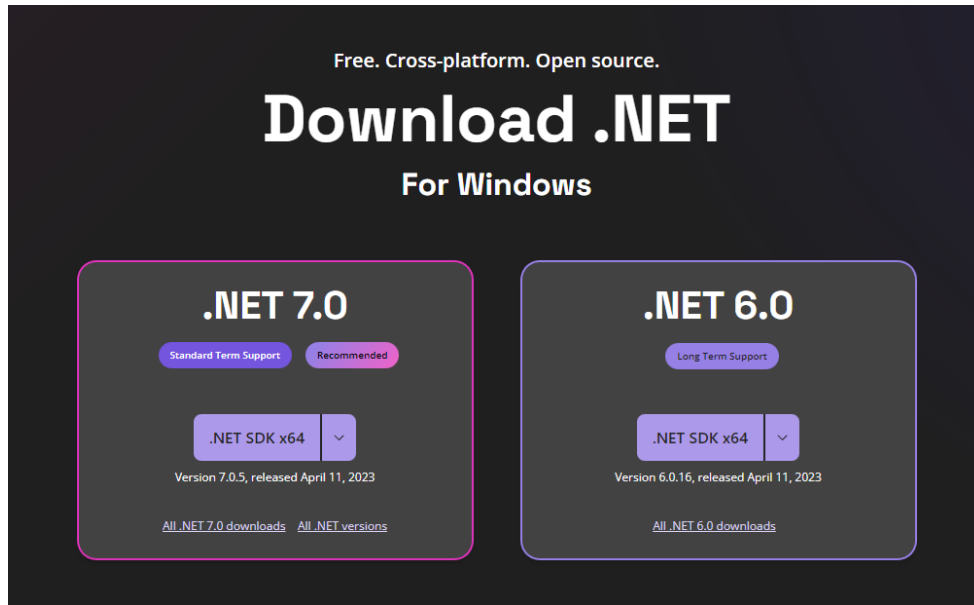 Free. Cross-platform. Open source.
Download .NET
For Windows
.NET 7.0
Standard Term Support
Recommended
.NET SDK x64
Version 7.0.5, released April 11, 2023
All .NET 7.0 downloads
All .NET versions
.NET 6.0
Long Term Support
.NET SDK x64
Version 6.0.16, released April 11, 2023
All .NET 6.0 downloads